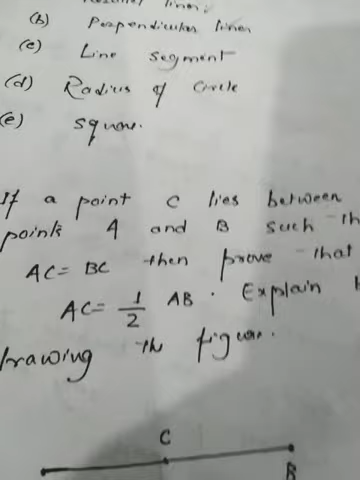 lines.
(b) Perpendicular lines
(c) Line segment
(d) Radius of circle
(e) square.
If a point C lies between
points A and B such th
AC = BC then prove that
AC = 1/2 AB. Explain b
drawing the figure.
C
B